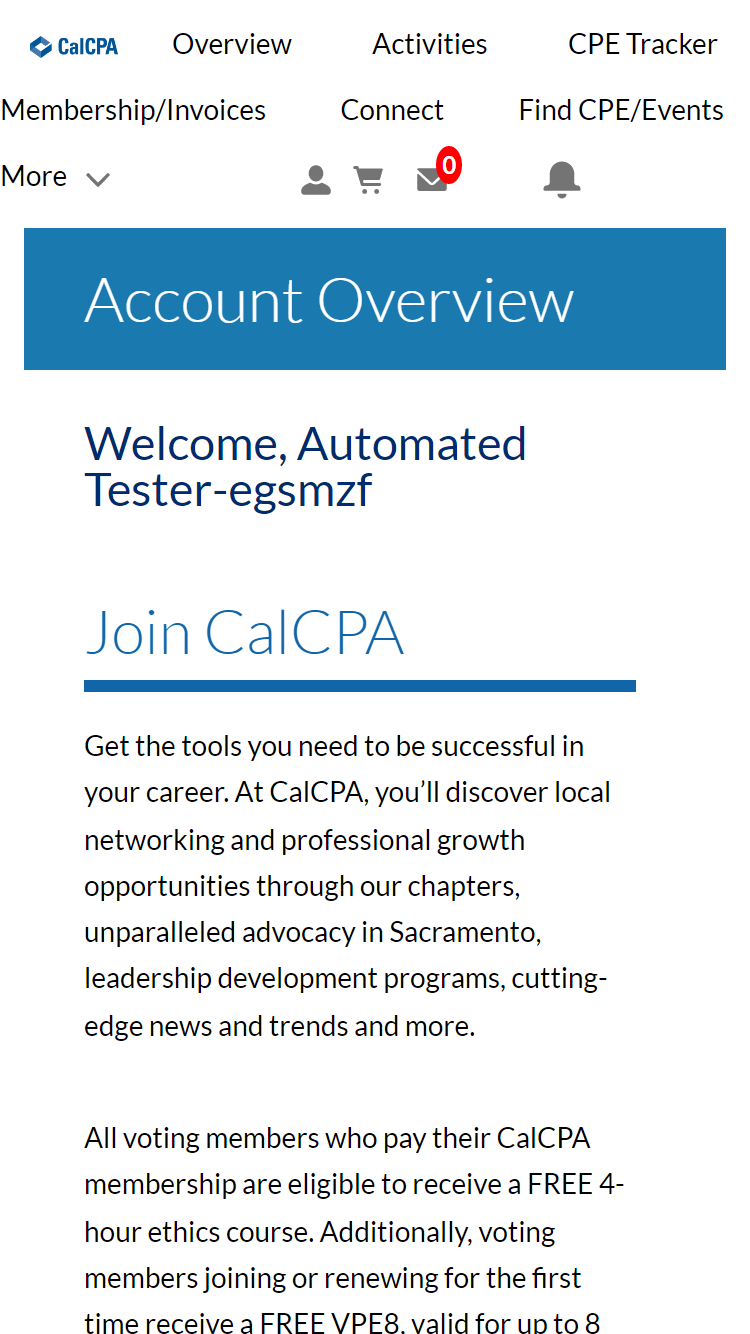 CalCPA Overview Activities CPE Tracker
Membership/Invoices Connect Find CPE/Events
More 0
Account Overview
Welcome, Automated
Tester-egsmzf
Join CalCPA
Get the tools you need to be successful in
your career. At CalCPA, you’ll discover local
networking and professional growth
opportunities through our chapters,
unparalleled advocacy in Sacramento,
leadership development programs, cutting-
edge news and trends and more.
All voting members who pay their CalCPA
membership are eligible to receive a FREE 4-
hour ethics course. Additionally, voting
members joining or renewing for the first
time receive a FREE VPE8, valid for up to 8